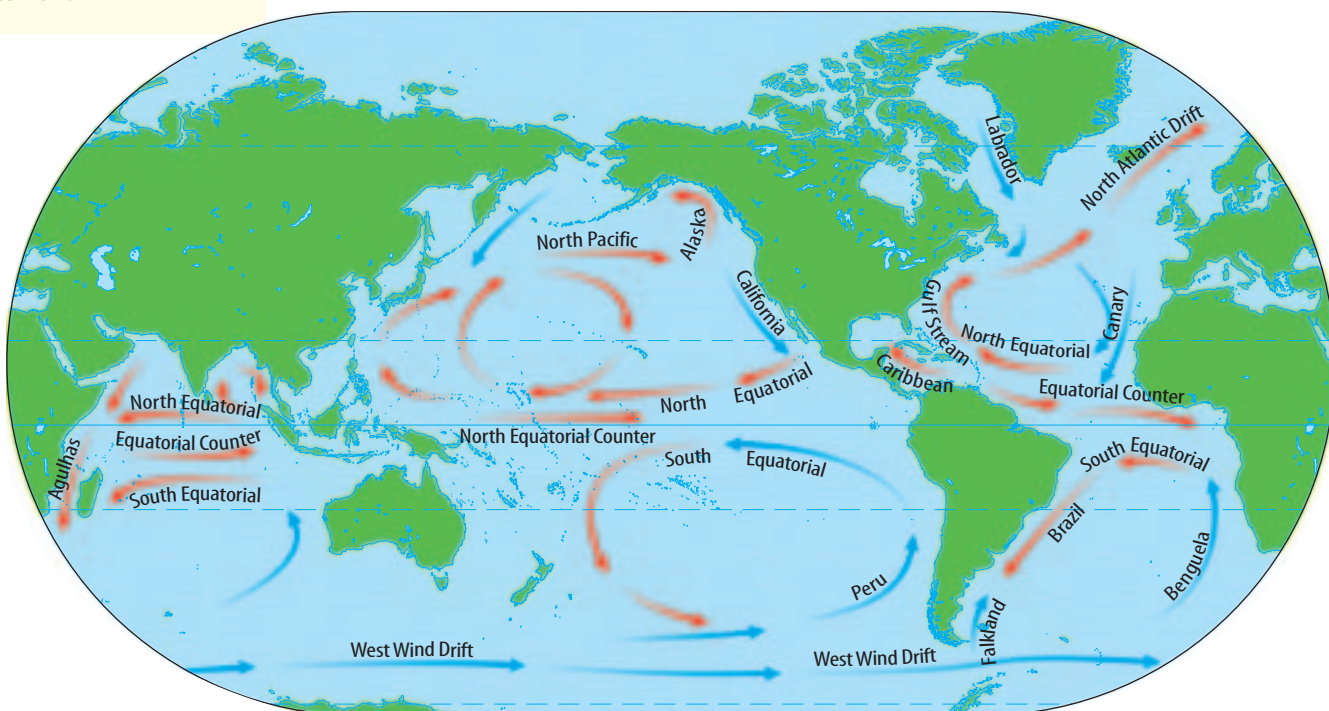 Labrador
North Atlantic Drift
North Pacific
Alaska
California
Gulf Stream
Canary
North Equatorial
Caribbean
Equatorial Counter
North Equatorial
North Equatorial
Equatorial Counter
North Equatorial Counter
South Equatorial
South Equatorial
South Equatorial
Agulhas
Brazil
Benguela
Peru
Falkland
West Wind Drift
West Wind Drift